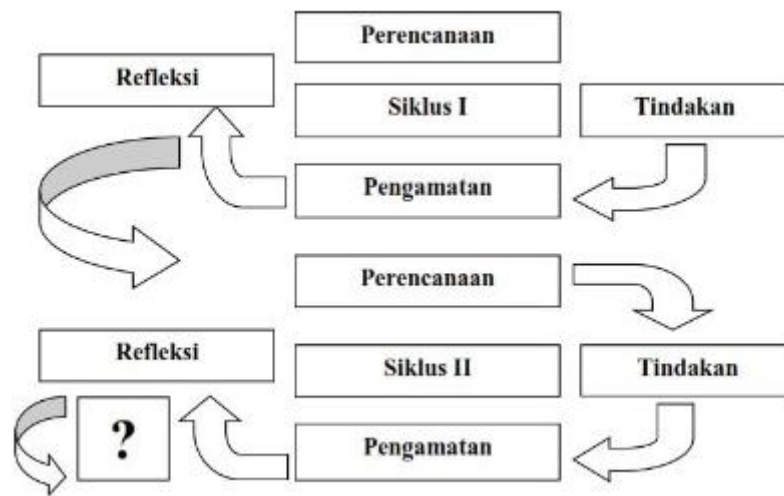 Perencanaan
Refleksi
Siklus I
Tindakan
Pengamatan
Perencanaan
Refleksi
Siklus II
Tindakan
?
Pengamatan